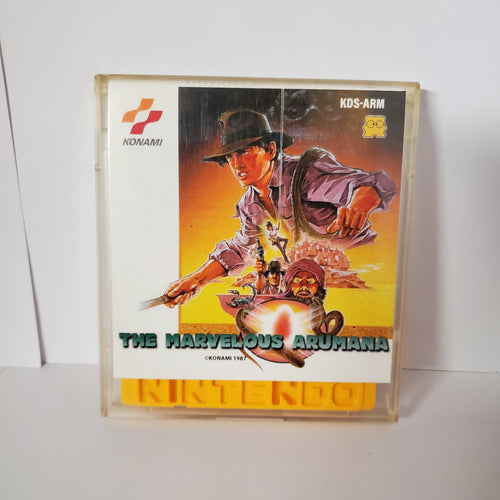 KDS-ARM
KONAMI
THE MARVELOUS ARUMANA
©KONAMI 1987
NINTENDO